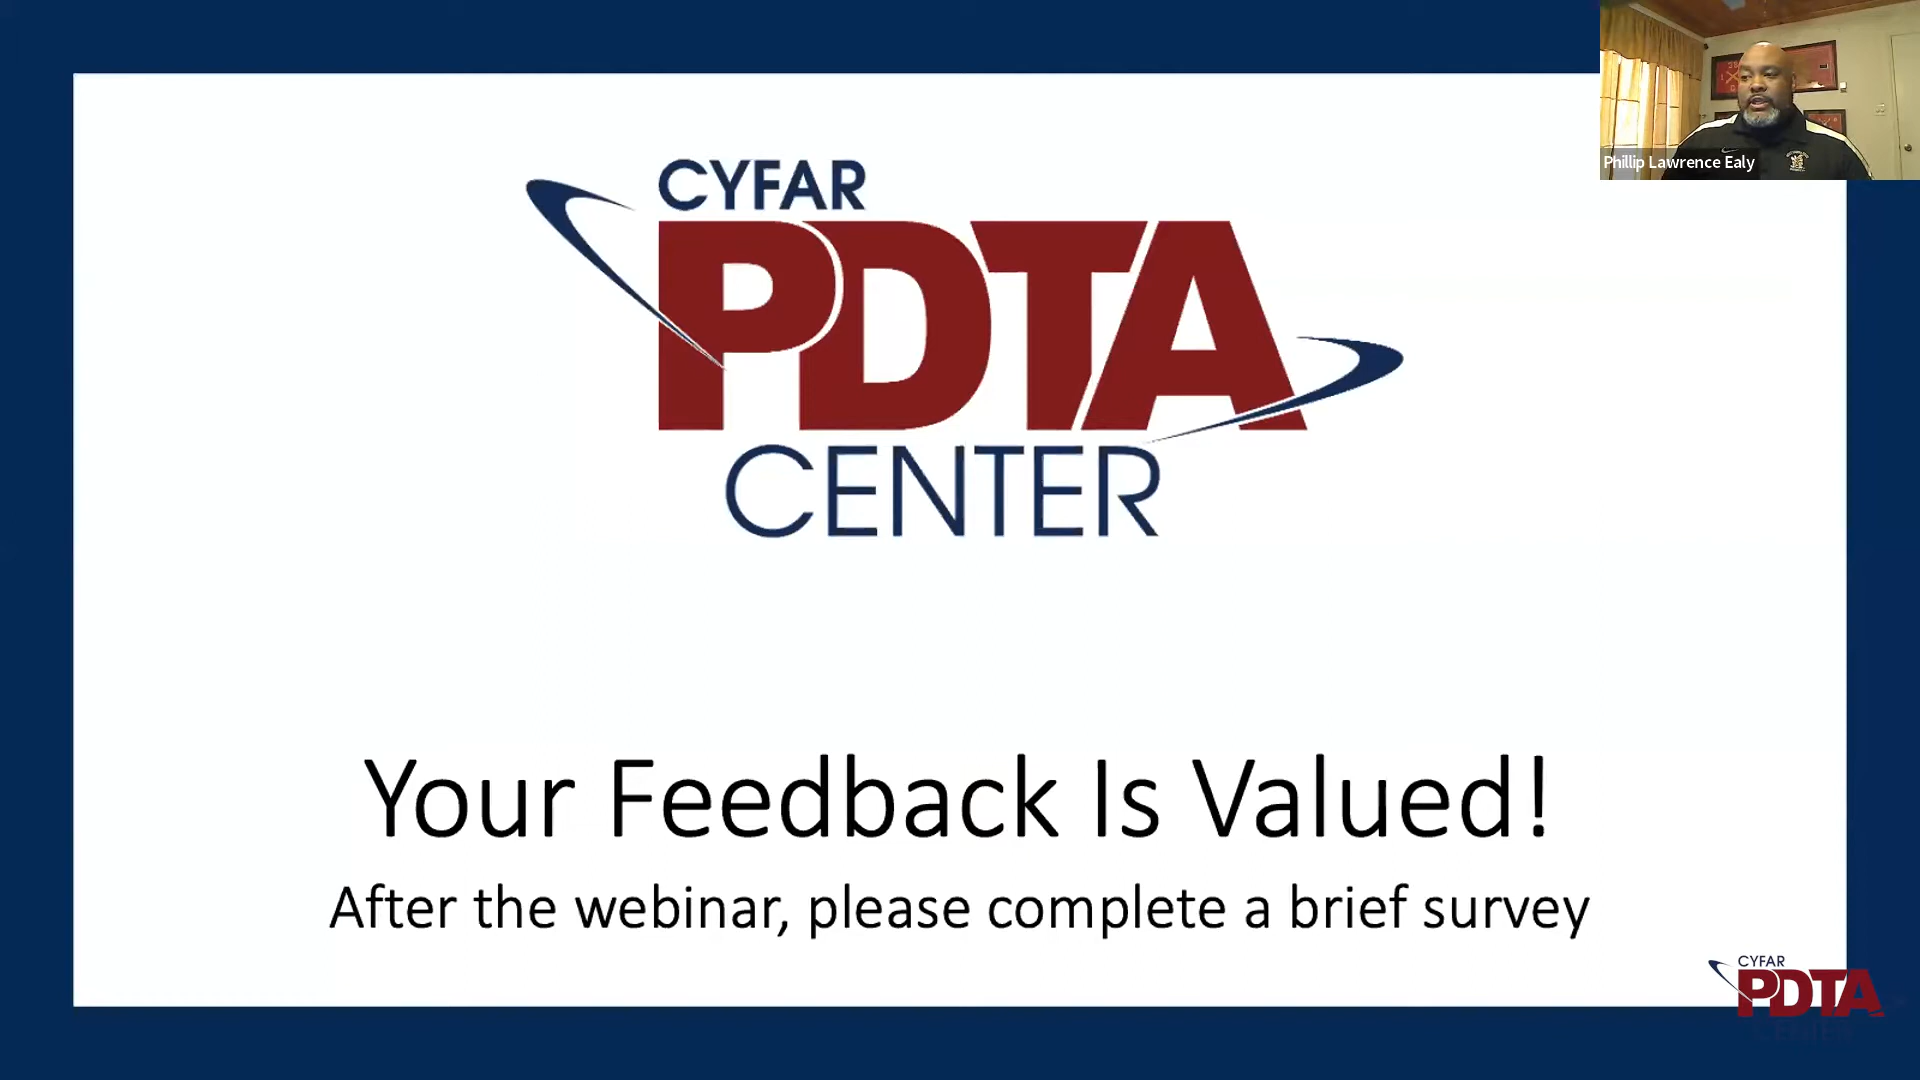 CYFAR
PDTA
CENTER
Phillip Lawrence Ealy
Your Feedback Is Valued!
After the webinar, please complete a brief survey
CYFAR
PDTA
CENTER